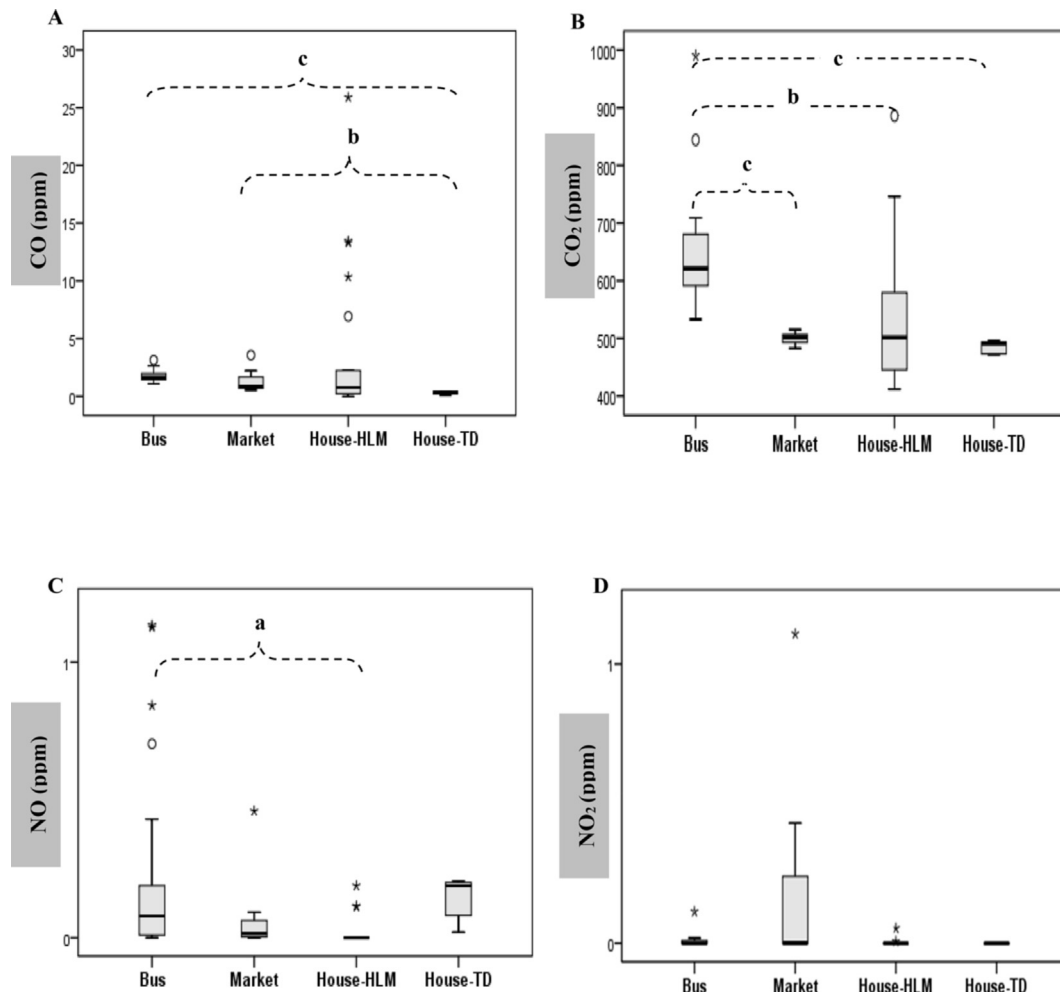 A
CO (ppm)
30
25
20
15
10
5
0
c
b
Bus Market House-HLM House-TD
B
CO₂ (ppm)
1000
900
800
700
600
500
400
c
b
c
Bus Market House-HLM House-TD
C
NO (ppm)
1
0
a
Bus Market House-HLM House-TD
D
NO₂ (ppm)
1
0
Bus Market House-HLM House-TD